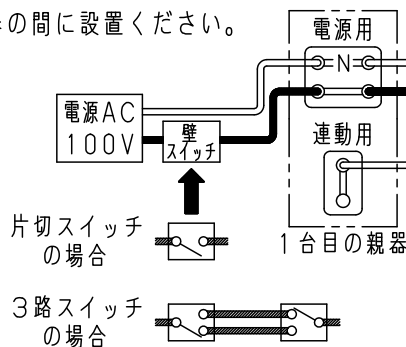 の間に設置ください。
電源用
N
電源AC
100V
壁
スイッチ
連動用
片切スイッチ
の場合
1台目の親器
3路スイッチ
の場合